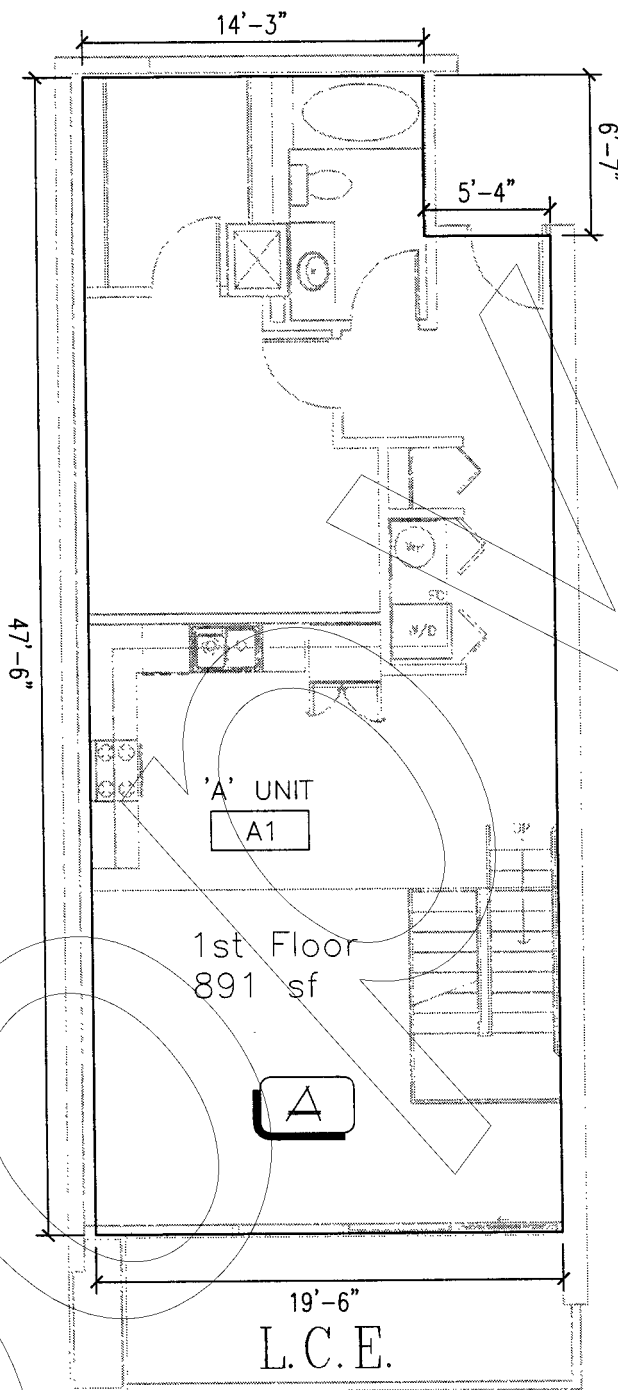 14'-3"
6'-7"
5'-4"
W/D
47'-6"
'A' UNIT
A1
UP
1st Floor
891 sf
A
19'-6"
L.C.E.